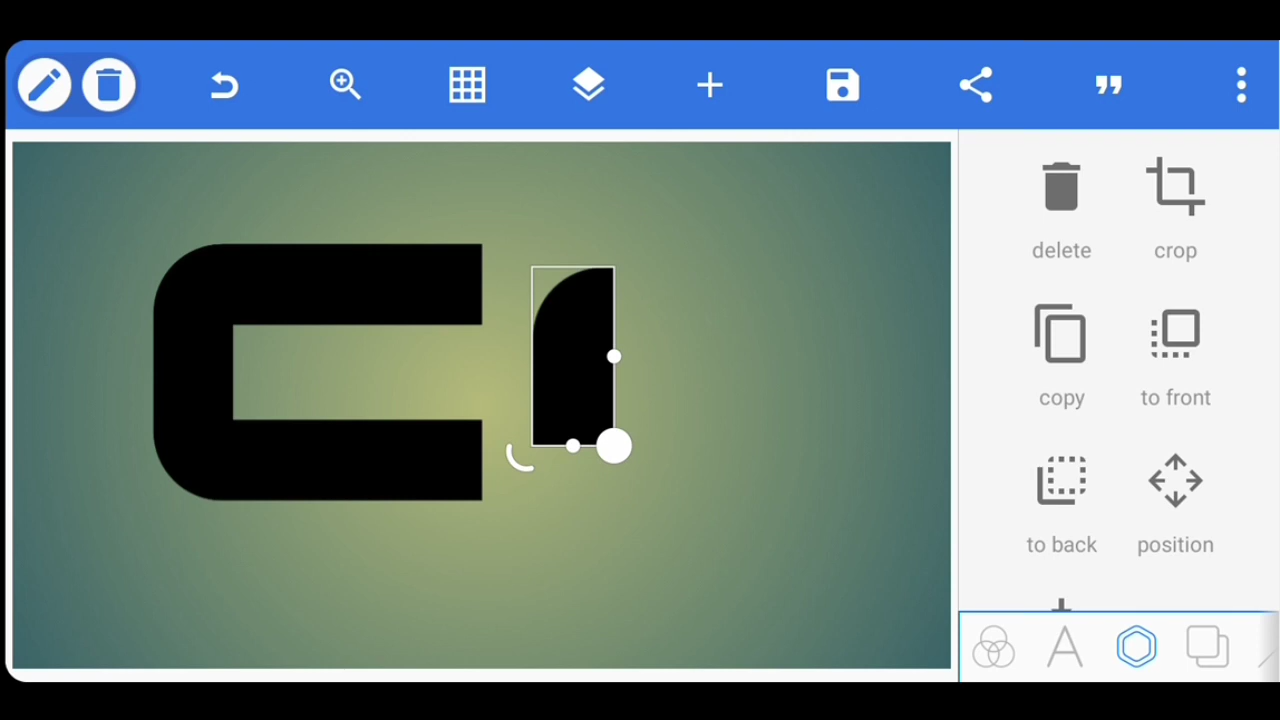 delete
crop
copy
to front
to back
position